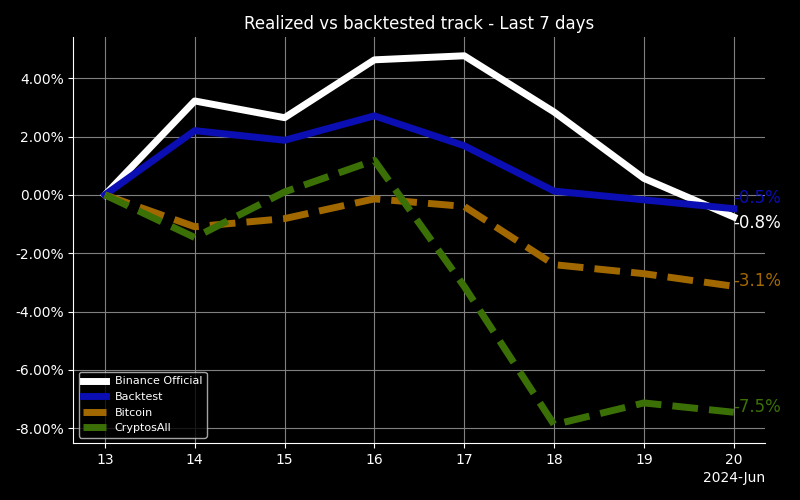 Realized vs backtested track - Last 7 days
4.00%
2.00%
0.00%
-2.00%
-4.00%
-6.00%
-8.00%
-0.5%
-0.8%
-3.1%
-7.5%
Binance Official
Backtest
Bitcoin
CryptosAll
13 14 15 16 17 18 19 20
2024-Jun